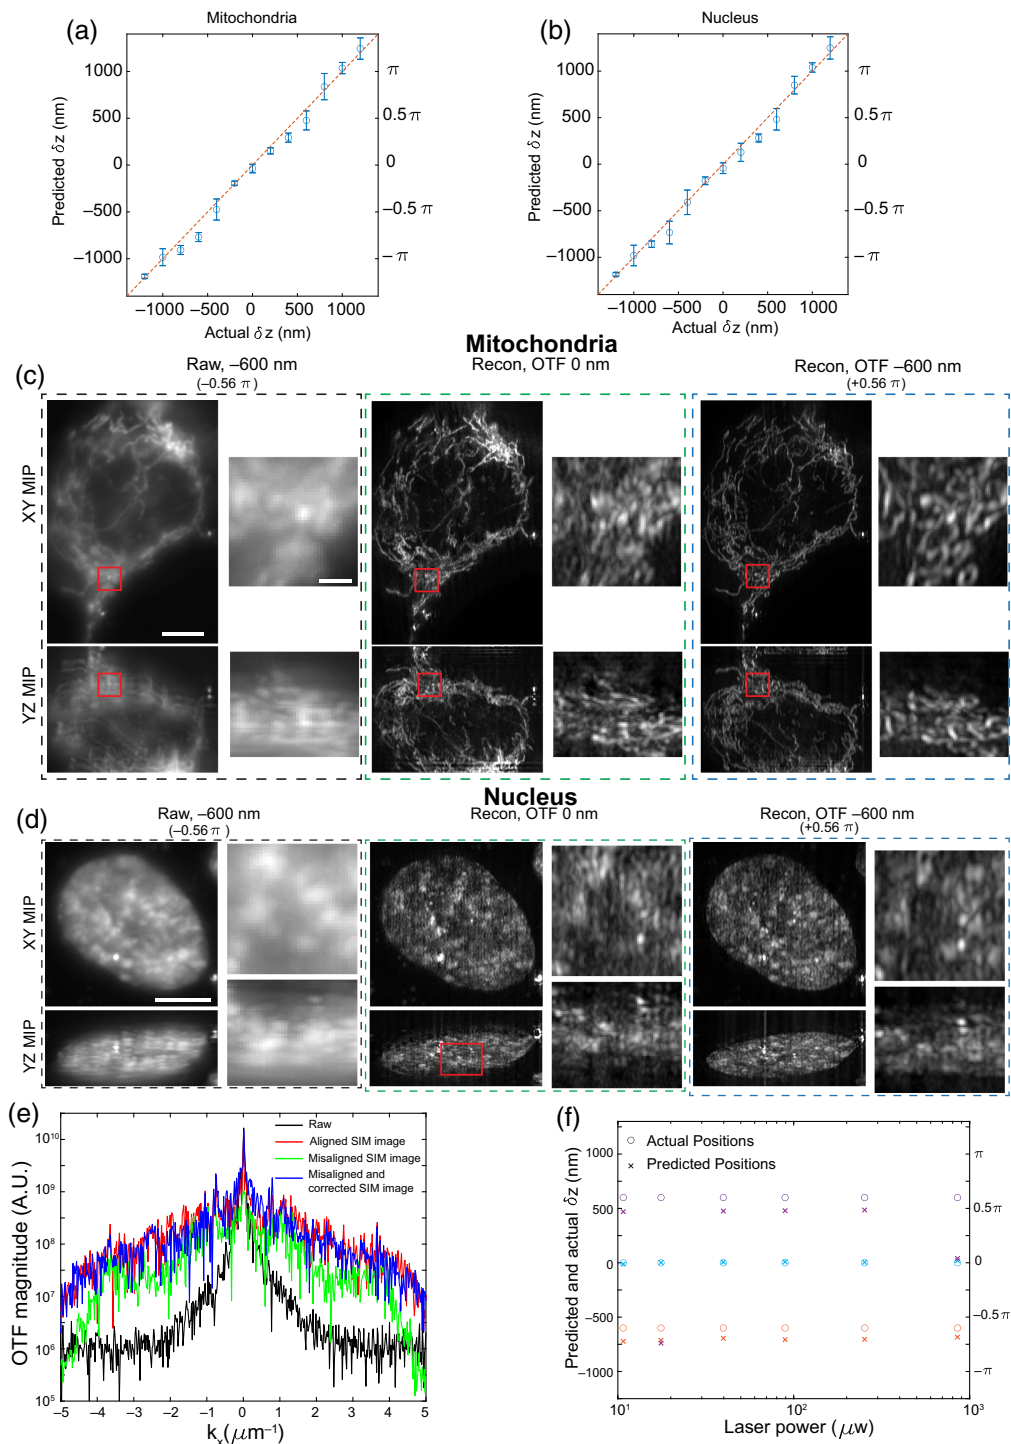 (a)
Mitochondria
Predicted δz (nm)
1000
500
0
−500
−1000
π
0.5π
0
−0.5π
−π
−1000 −500 0 500 1000
Actual δz (nm)
(b)
Nucleus
Predicted δz (nm)
1000
500
0
−500
−1000
π
0.5π
0
−0.5π
−π
−1000 −500 0 500 1000
Actual δz (nm)
Mitochondria
(c)
Raw, −600 nm
(−0.56 π)
Recon, OTF 0 nm
Recon, OTF −600 nm
(+0.56 π)
XY MIP
YZ MIP
Nucleus
(d)
Raw, −600 nm
(−0.56π)
Recon, OTF 0 nm
Recon, OTF −600 nm
(+0.56 π)
XY MIP
YZ MIP
(e)
OTF magnitude (A.U.)
10¹⁰
10⁹
10⁸
10⁷
10⁶
10⁵
Raw
Aligned SIM image
Misaligned SIM image
Misaligned and
corrected SIM image
−5 −4 −3 −2 −1 0 1 2 3 4 5
kₓ(μm⁻¹)
(f)
Predicted and actual δz (nm)
1000
500
0
−500
−1000
Actual Positions
Predicted Positions
π
0.5π
0
−0.5π
−π
10¹ 10² 10³
Laser power (μw)